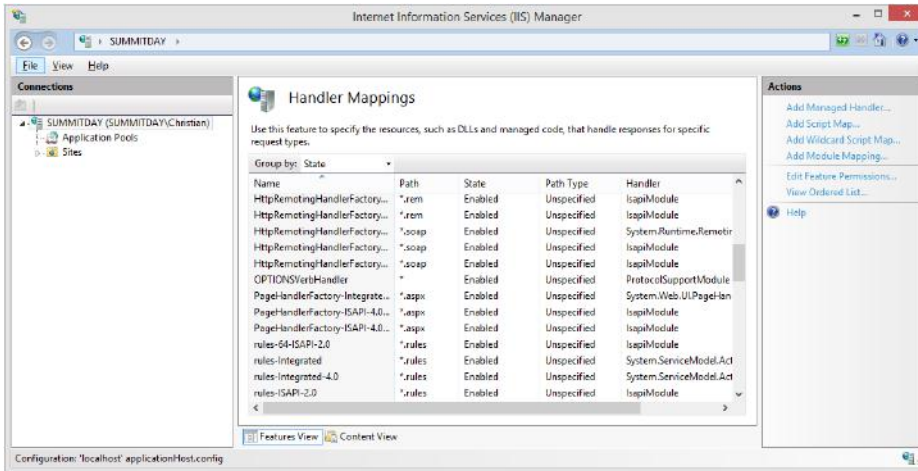 Internet Information Services (IIS) Manager
SUMMITDAY
File View Help
Connections
SUMMITDAY (SUMMITDAY\Christian)
Application Pools
Sites
Handler Mappings
Use this feature to specify the resources, such as DLLs and managed code, that handle responses for specific
request types.
Group by: State
Name Path State Path Type Handler
HttpRemotingHandlerFactory... *.rem Enabled Unspecified IsapiModule
HttpRemotingHandlerFactory... *.rem Enabled Unspecified IsapiModule
HttpRemotingHandlerFactory... *.soap Enabled Unspecified System.Runtime.Remotin
HttpRemotingHandlerFactory... *.soap Enabled Unspecified IsapiModule
HttpRemotingHandlerFactory... *.soap Enabled Unspecified IsapiModule
OPTIONSVerbHandler * Enabled Unspecified ProtocolSupportModule
PageHandlerFactory-Integrate... *.aspx Enabled Unspecified System.Web.UI.PageHan
PageHandlerFactory-ISAPI-4.0... *.aspx Enabled Unspecified IsapiModule
PageHandlerFactory-ISAPI-4.0... *.aspx Enabled Unspecified IsapiModule
rules-64-ISAPI-2.0 *.rules Enabled Unspecified IsapiModule
rules-Integrated *.rules Enabled Unspecified System.ServiceModel.Act
rules-Integrated-4.0 *.rules Enabled Unspecified System.ServiceModel.Act
rules-ISAPI-2.0 *.rules Enabled Unspecified IsapiModule
Features View Content View
Actions
Add Managed Handler...
Add Script Map...
Add Wildcard Script Map...
Add Module Mapping...
Edit Feature Permissions...
View Ordered List...
Help
Configuration: 'localhost' applicationHost.config